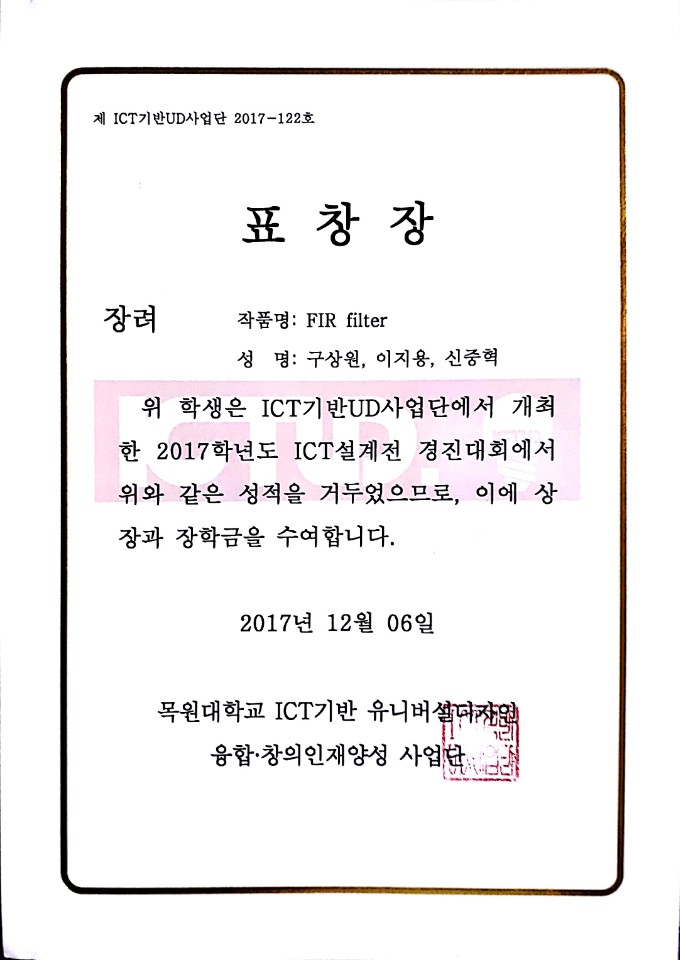 제 ICT기반UD사업단 2017-122호
표 창 장
장려
작품명: FIR filter
성 명: 구상원, 이지용, 신중혁
위 학생은 ICT기반UD사업단에서 개최
한 2017학년도 ICT설계전 경진대회에서
위와 같은 성적을 거두었으므로, 이에 상
장과 장학금을 수여합니다.
2017년 12월 06일
목원대학교 ICT기반 유니버설디자인
융합·창의인재양성 사업단